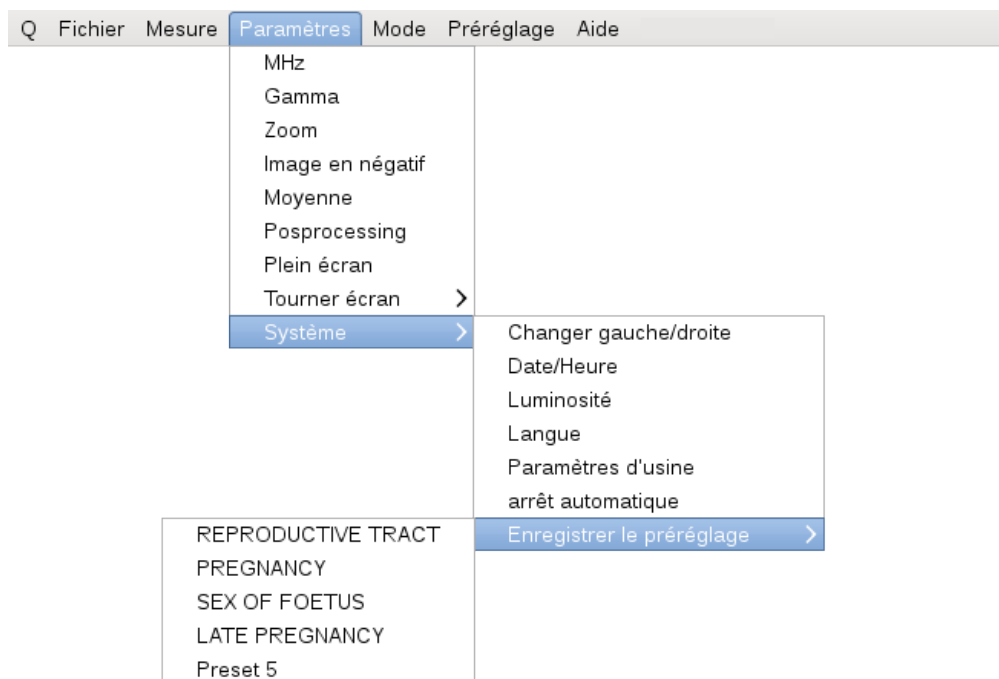 Q Fichier Mesure Paramètres Mode Préréglage Aide
MHz
Gamma
Zoom
Image en négatif
Moyenne
Posprocessing
Plein écran
Tourner écran
Système
Changer gauche/droite
Date/Heure
Luminosité
Langue
Paramètres d'usine
arrêt automatique
Enregistrer le préréglage
REPRODUCTIVE TRACT
PREGNANCY
SEX OF FOETUS
LATE PREGNANCY
Preset 5